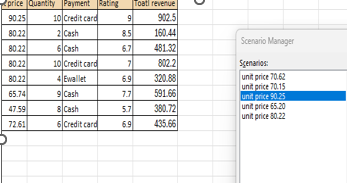 price Quantity Payment Rating Toatl revenue
90.25 10 Credit card 9 902.5
80.22 2 Cash 8.5 160.44
80.22 6 Cash 6.7 481.32
80.22 10 Credit card 7 802.2
80.22 4 Ewallet 6.9 320.88
65.74 9 Cash 7.7 591.66
47.59 8 Cash 5.7 380.72
72.61 6 Credit card 6.9 435.66
Scenario Manager
Scenarios:
unit price 70.62
unit price 70.15
unit price 90.25
unit price 65.20
unit price 80.22